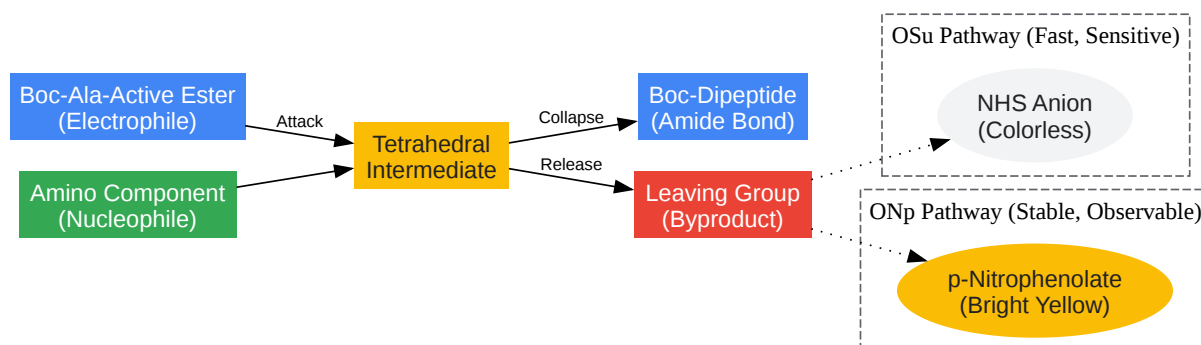 OSu Pathway (Fast, Sensitive)
Boc-Ala-Active Ester
(Electrophile)
Attack
Tetrahedral
Intermediate
Collapse
Boc-Dipeptide
(Amide Bond)
NHS Anion
(Colorless)
Amino Component
(Nucleophile)
Release
Leaving Group
(Byproduct)
ONp Pathway (Stable, Observable)
p-Nitrophenolate
(Bright Yellow)